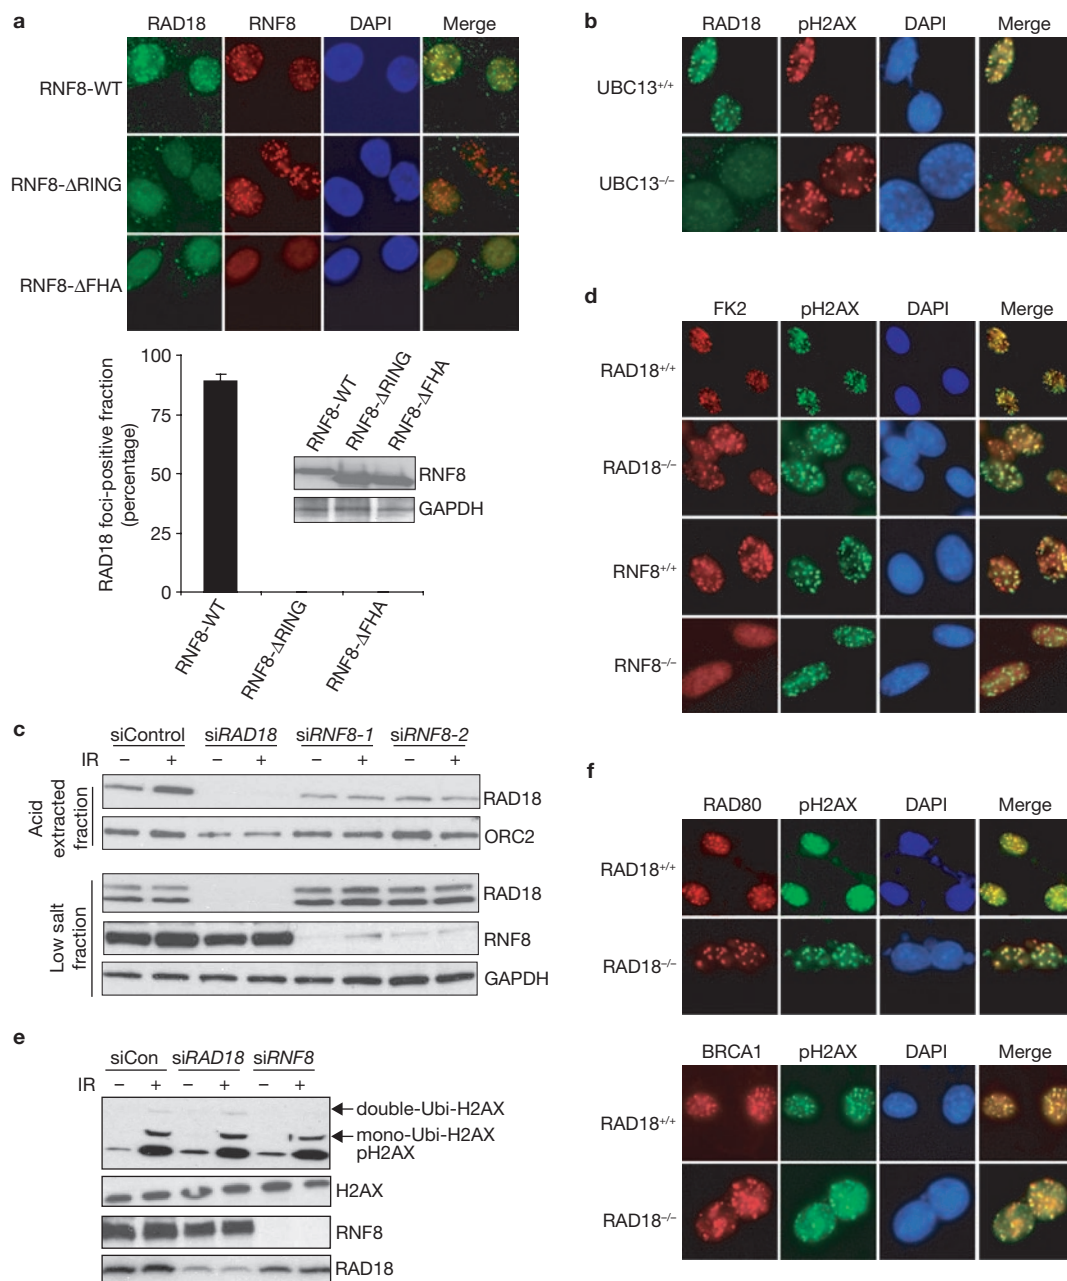 a
RAD18 RNF8 DAPI Merge
RNF8-WT
RNF8-ΔRING
RNF8-ΔFHA
100
75
50
25
0
RAD18 foci-positive fraction
(percentage)
RNF8-WT
RNF8-ΔRING
RNF8-ΔFHA
RNF8-WT
RNF8-ΔRING
RNF8-ΔFHA
RNF8
GAPDH
b
RAD18 pH2AX DAPI Merge
UBC13+/+
UBC13−/−
c
siControl siRAD18 siRNF8-1 siRNF8-2
IR − + − + − + − +
Acid
extracted
fraction
RAD18
ORC2
Low salt
fraction
RAD18
RNF8
GAPDH
d
FK2 pH2AX DAPI Merge
RAD18+/+
RAD18−/−
RNF8+/+
RNF8−/−
e
siCon siRAD18 siRNF8
IR − + − + − +
double-Ubi-H2AX
mono-Ubi-H2AX
pH2AX
H2AX
RNF8
RAD18
f
RAD80 pH2AX DAPI Merge
RAD18+/+
RAD18−/−
BRCA1 pH2AX DAPI Merge
RAD18+/+
RAD18−/−